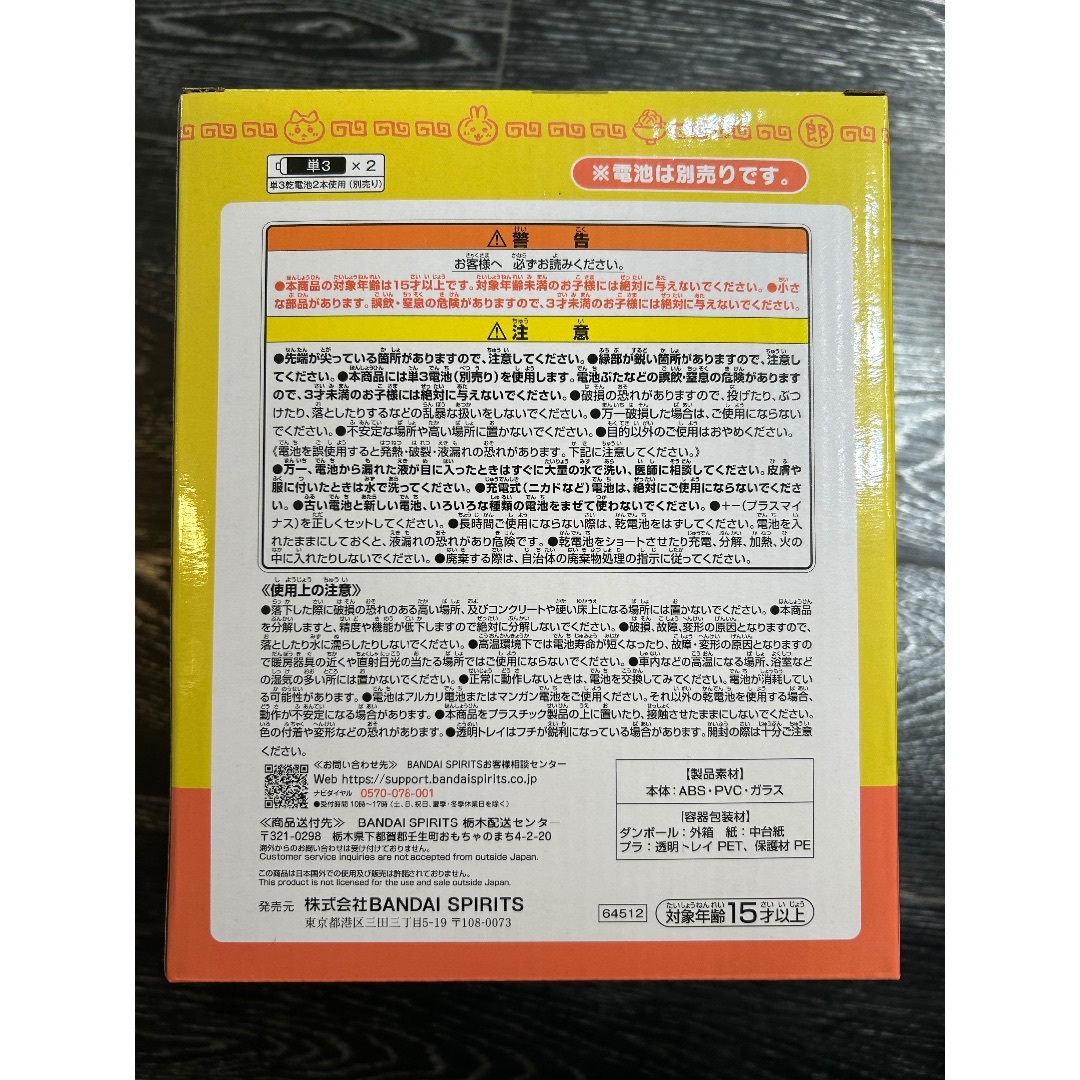 郎
単3 ×2
単3乾電池2本使用(別売り)
※電池は別売りです。
⚠警告
お客様へ 必ずお読みください。
●本商品の対象年齢は15才以上です。対象年齢未満のお子様には絶対に与えないでください。●小さ
な部品があります。誤飲・窒息の危険がありますので、3才未満のお子様には絶対に与えないでください。
⚠注意
●先端が尖っている箇所がありますので、注意してください。●縁部が鋭い箇所がありますので、注意し
てください。●本商品には単3電池(別売り)を使用します。電池ぶたなどの誤飲・窒息の危険があります
ので、3才未満のお子様には絶対に与えないでください。●破損の恐れがありますので、投げたり、ぶつ
けたり、落としたりするなどの乱暴な扱いをしないでください。●万一破損した場合は、ご使用にならない
でください。●不安定な場所や高い場所に置かないでください。●目的以外のご使用はおやめください。
《電池を誤使用すると発熱・破裂・液漏れの恐れがあります。下記に注意してください。》
●万一、電池から漏れた液が目に入ったときはすぐに大量の水で洗い、医師に相談してください。皮膚や
服に付いたときは水で洗ってください。●充電式(ニカドなど)電池は、絶対にご使用にならないでください。
●古い電池と新しい電池、いろいろな種類の電池をまぜて使わないでください。●+-(プラスマイ
ナス)を正しくセットしてください。●長時間ご使用にならない際は、乾電池をはずしてください。電池を入
れたままにしておくと、液漏れの恐れがあり危険です。●乾電池をショートさせたり充電、分解、加熱、火の
中に入れたりしないでください。●廃棄する際は、自治体の廃棄物処理の指示に従ってください。
《使用上の注意》
●落下した際に破損の恐れのある高い場所、及びコンクリートや硬い床上になる場所には置かないでください。●本商品
を分解しますと、精度や機能が低下しますので絶対に分解しないでください。●破損、故障、変形の原因となりますので、
落としたり水に濡らしたりしないでください。●高温環境下では電池寿命が短くなったり、故障・変形の原因となりますの
で暖房器具の近くや直射日光の当たる場所ではご使用にならないでください。●車内などの高温になる場所、浴室など
の湿気の多い所には置かないでください。●正常に動作しないときは、電池を交換してみてください。電池が消耗してい
る可能性があります。●電池はアルカリ電池またはマンガン電池をご使用ください。それ以外の乾電池を使用する場合、
動作が不安定になる場合があります。●本商品をプラスチック製品の上に置いたり、接触させたままにしないでください。
色の付着や変形などの恐れがあります。●透明トレイはフチが鋭利になっている場合があります。開封の際は十分ご注意
ください。
≪お問い合わせ先≫ BANDAI SPIRITSお客様相談センター
Web https://support.bandaispirits.co.jp
ナビダイヤル 0570-078-001
●受付時間 10時〜17時(土、日、祝日、夏季・冬季休業日を除く)
≪商品送付先≫ BANDAI SPIRITS 栃木配送センター
〒321-0298 栃木県下都賀郡壬生町おもちゃのまち4-2-20
海外からのお問い合わせは受け付けておりません。
Customer service inquiries are not accepted from outside Japan.
この商品は日本国外での使用及び販売は許諾されておりません。
This product is not licensed for the use and sale outside Japan.
発売元 株式会社BANDAI SPIRITS
東京都港区三田三丁目5-19 〒108-0073
【製品素材】
本体:ABS・PVC・ガラス
【容器包装材】
ダンボール:外箱 紙:中台紙
プラ:透明トレイPET、保護材PE
64512
対象年齢15才以上